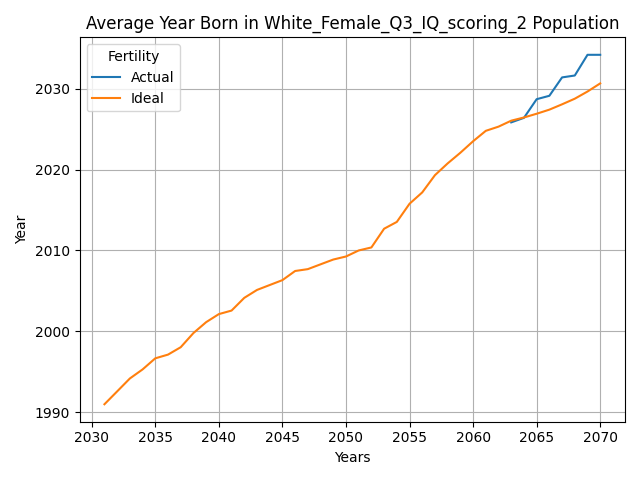 Average Year Born in White_Female_Q3_IQ_scoring_2 Population
Fertility
Actual
Ideal
2030
2020
2010
2000
1990
Year
2030 2035 2040 2045 2050 2055 2060 2065 2070
Years